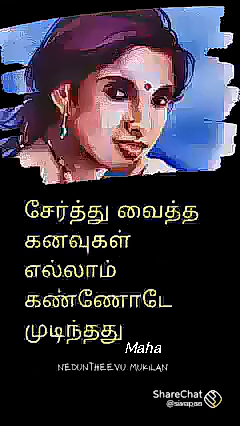 சேர்த்து வைத்த
கனவுகள்
எல்லாம்
கண்ணோடே
முடிந்தது
Maha
NEDUNTHEEVU MUKILAN
ShareChat